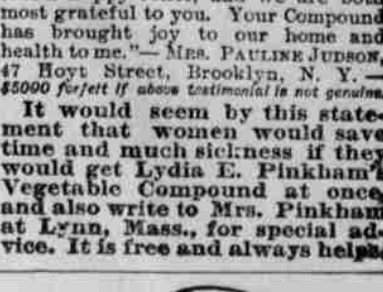 most grateful to you. Your Compound
has brought joy to our home and
health to me."— MRS. PAULINE JUDSON,
47 Hoyt Street, Brooklyn, N. Y. —
$5000 forfeit if above testimonial is not genuine.
It would seem by this state-
ment that women would save
time and much sickness if they
would get Lydia E. Pinkham's
Vegetable Compound at once,
and also write to Mrs. Pinkham
at Lynn, Mass., for special ad-
vice. It is free and always helps.